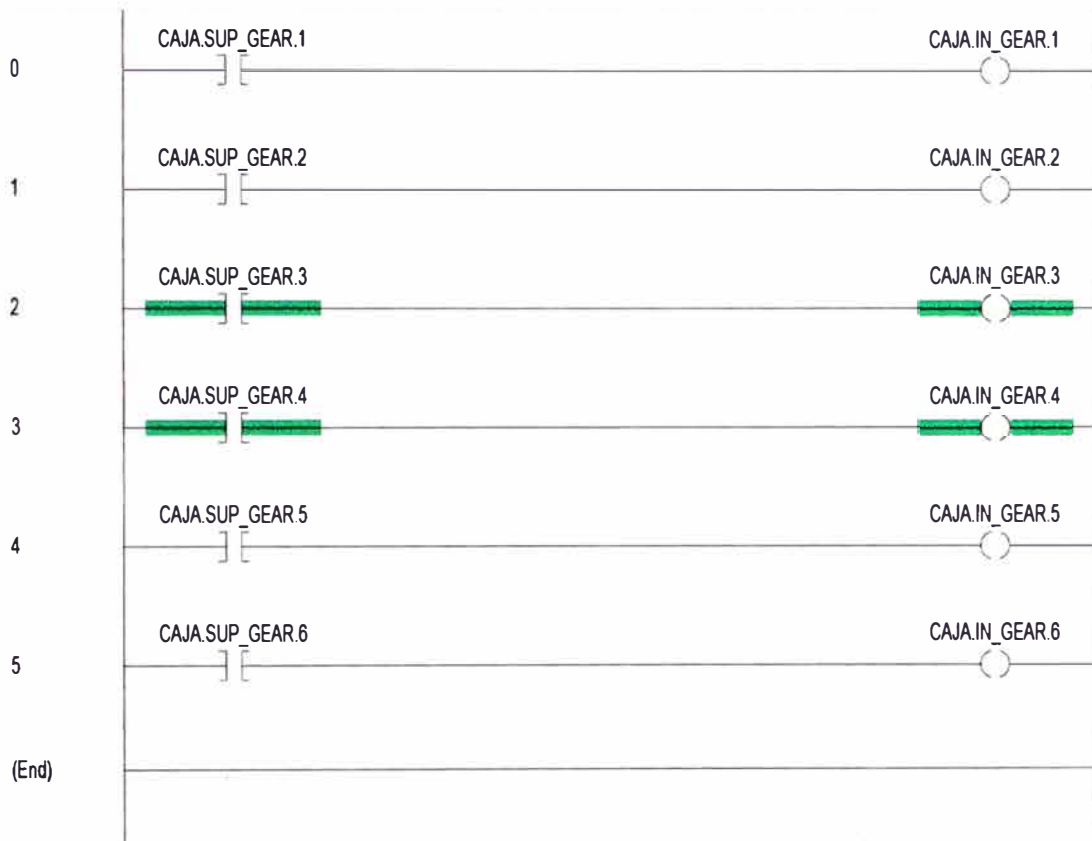 CAJA.SUP_GEAR.1 CAJA.IN_GEAR.1
0
CAJA.SUP_GEAR.2 CAJA.IN_GEAR.2
1
CAJA.SUP_GEAR.3 CAJA.IN_GEAR.3
2
CAJA.SUP_GEAR.4 CAJA.IN_GEAR.4
3
CAJA.SUP_GEAR.5 CAJA.IN_GEAR.5
4
CAJA.SUP_GEAR.6 CAJA.IN_GEAR.6
5
(End)